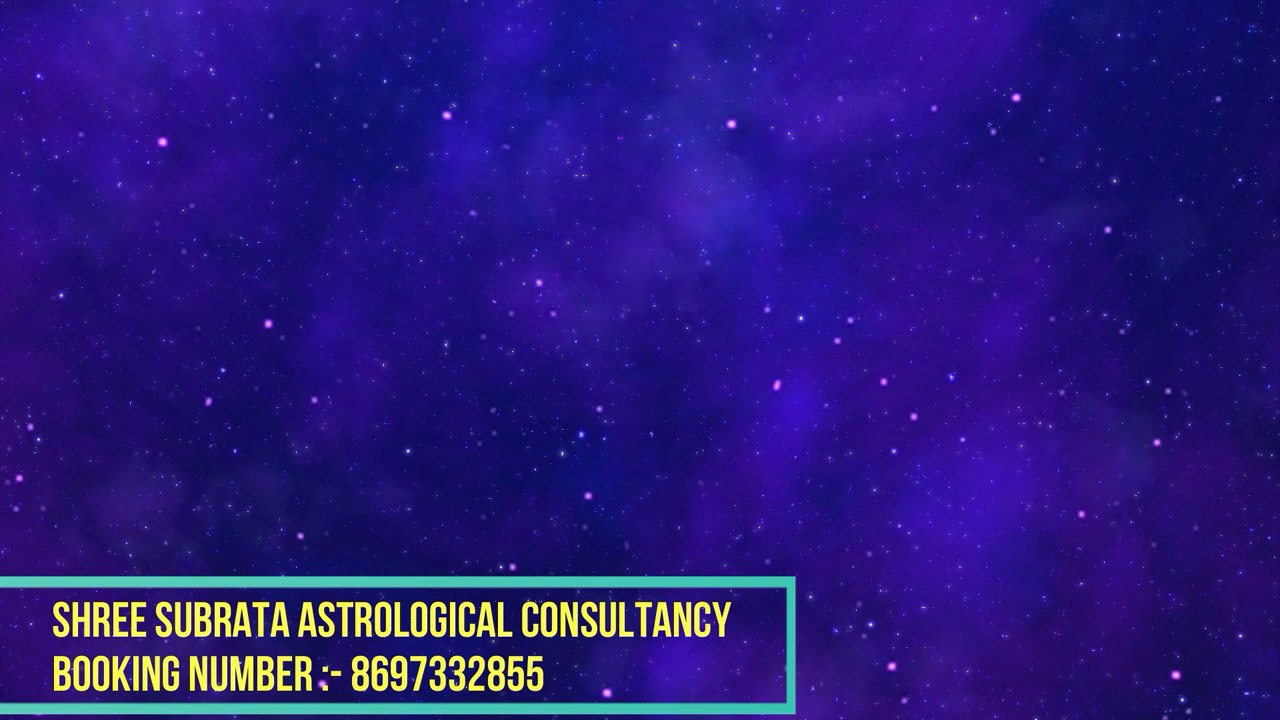 SHREE SUBRATA ASTROLOGICAL CONSULTANCY
BOOKING NUMBER :- 8697332855